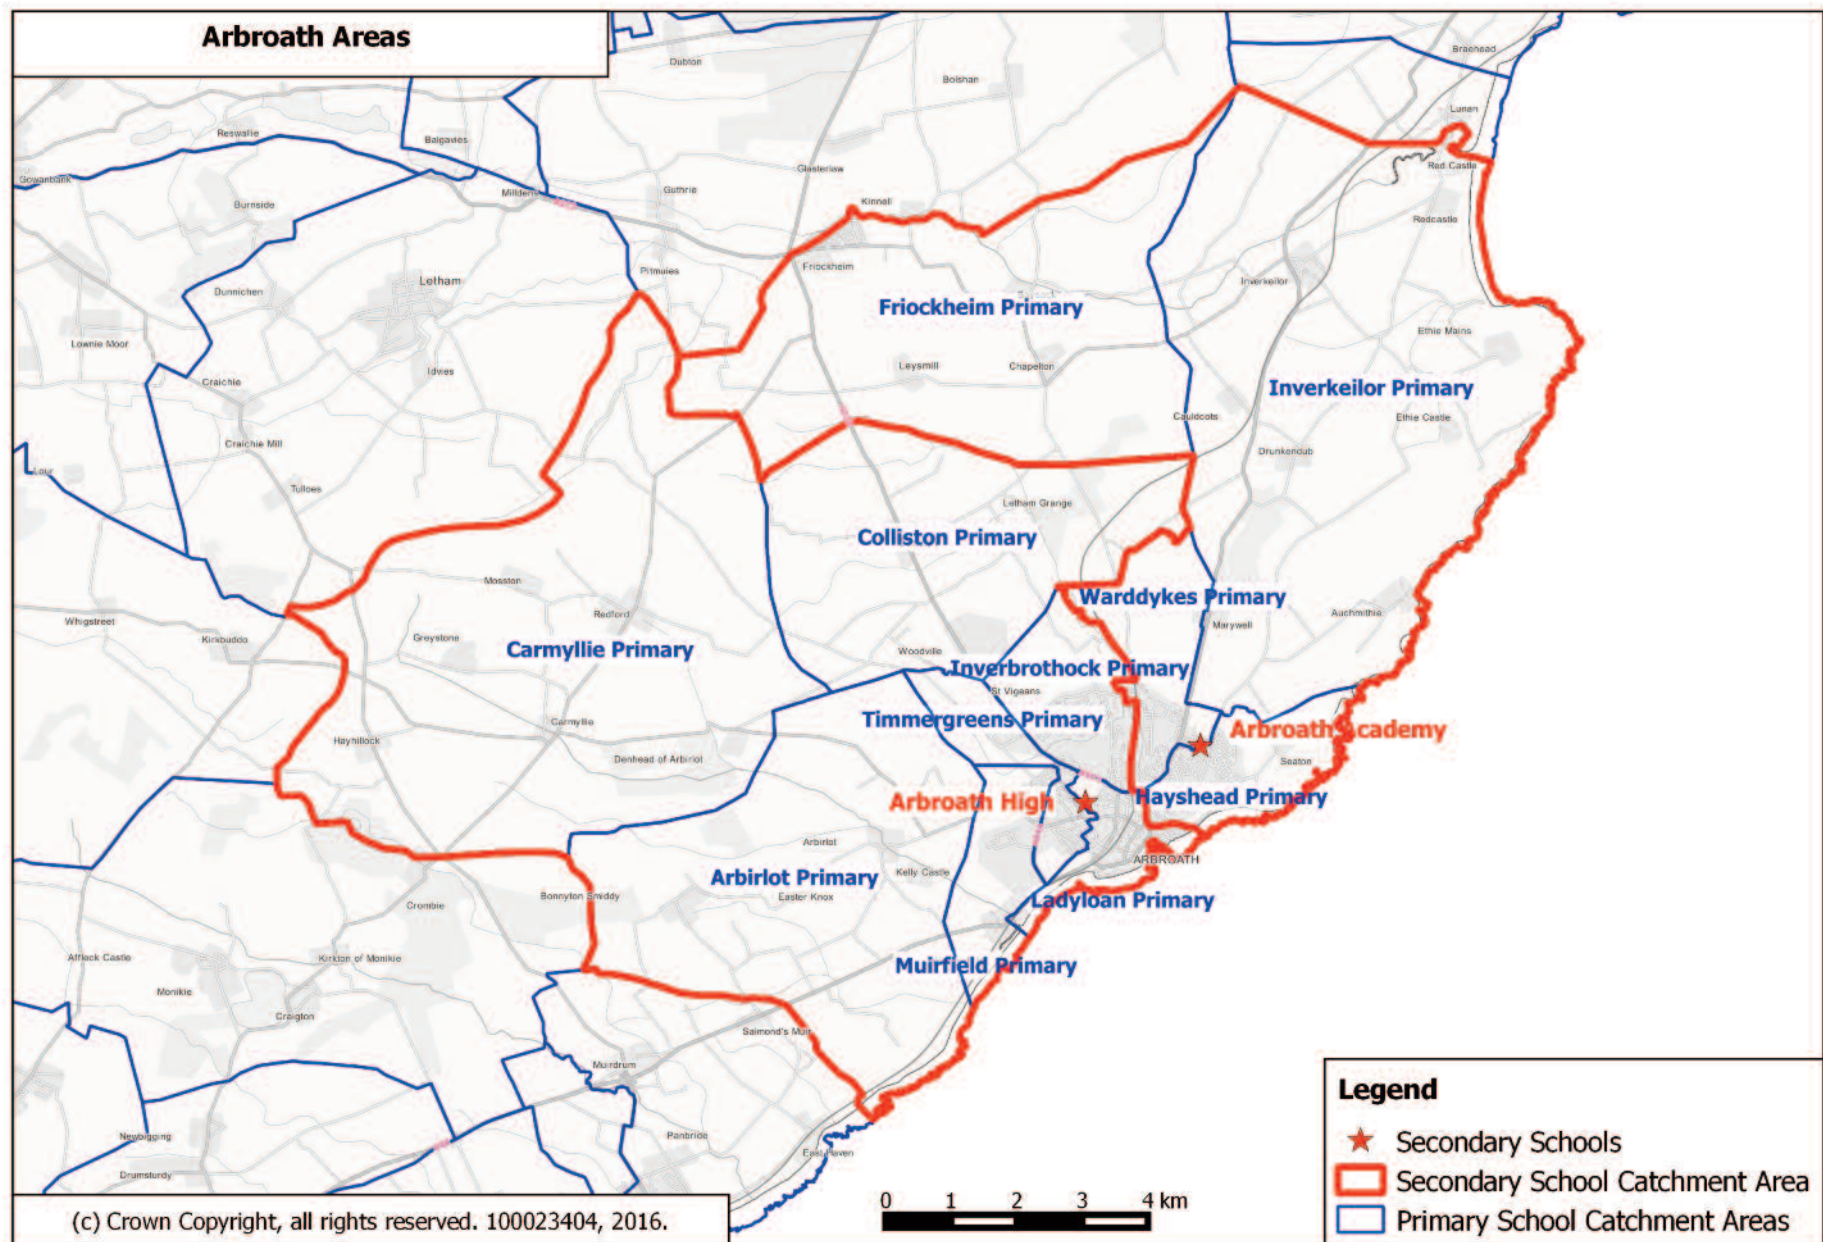 Arbroath Areas
Dubton
Braehead
Bolshan
Lunan
Reswallie
Balgavies
Red Castle
Glasterlaw
Gowanbank
Milldens
Guthrie
Kinnell
Burnside
Redcastle
Friockheim
Pitmuies
Letham
Inverkeilor
Dunnichen
Friockheim Primary
Ethie Mains
Lownie Moor
Leysmill
Chapelton
Idwes
Craichie
Inverkeilor Primary
Cauldcots
Ethie Castle
Craichie Mill
Drunkendub
Lour
Tulloes
Letham Grange
Colliston Primary
Mosston
Warddykes Primary
Redford
Auchmithie
Whigstreet
Marywell
Kirkbuddo
Greystone
Carmyllie Primary
Woodville
Inverbrothock Primary
St Vigeans
Timmergreens Primary
Carmyllie
Arbroath Academy
Hayhillock
Denhead of Arbirlot
Seaton
Arbroath High
Hayshead Primary
Arbirlot
ARBROATH
Kelly Castle
Arbirlot Primary
Bonnyton Smiddy
Easter Knox
Ladyloan Primary
Crombie
Affleck Castle
Kirkton of Monikie
Muirfield Primary
Monikie
Craigton
Salmond's Muir
Muirdrum
Newbigging
Panbride
East Haven
Drumsturdy
Legend
Secondary Schools
Secondary School Catchment Area
Primary School Catchment Areas
0 1 2 3 4 km
(c) Crown Copyright, all rights reserved. 100023404, 2016.